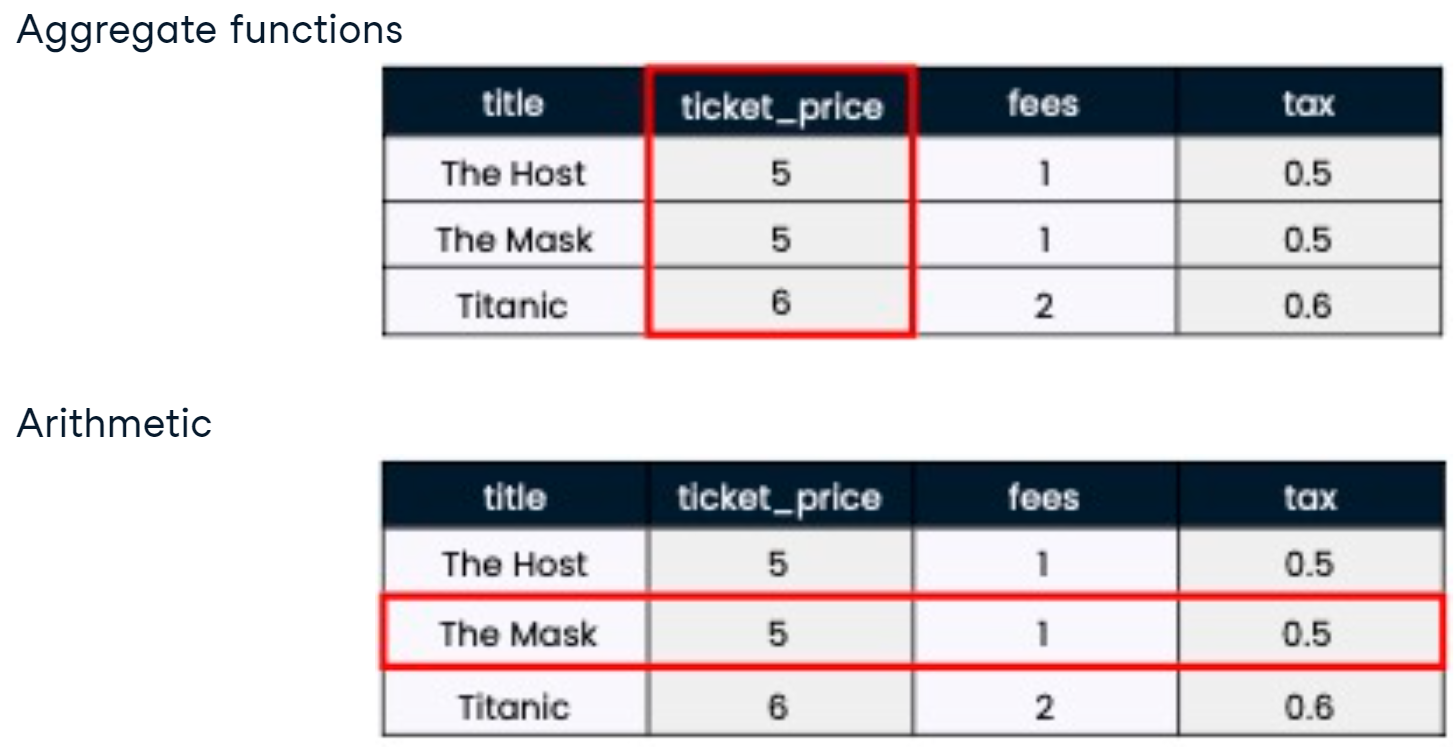 Aggregate functions
title ticket_price fees tax
The Host 5 1 0.5
The Mask 5 1 0.5
Titanic 6 2 0.6
Arithmetic
title ticket_price fees tax
The Host 5 1 0.5
The Mask 5 1 0.5
Titanic 6 2 0.6